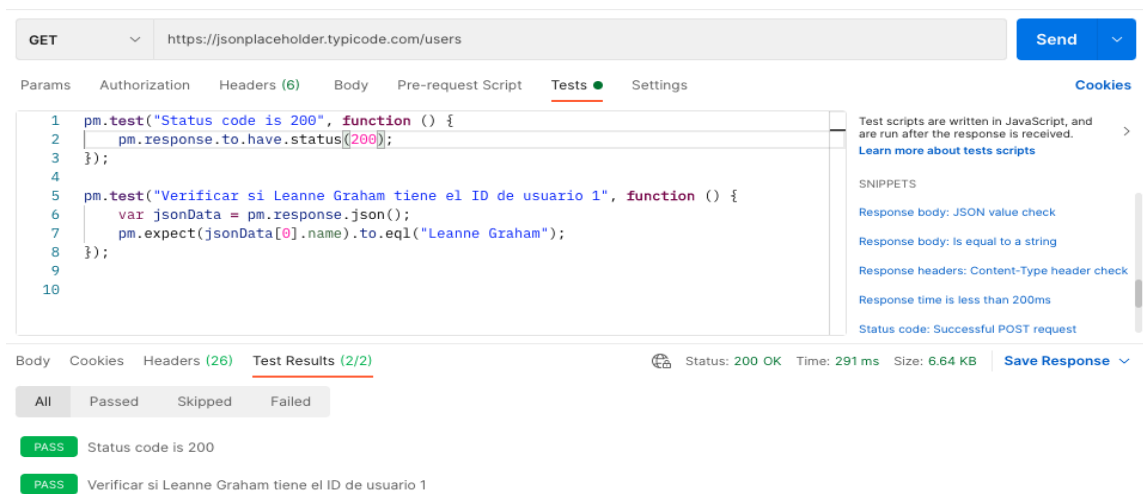 GET https://jsonplaceholder.typicode.com/users Send
Params Authorization Headers (6) Body Pre-request Script Tests Settings Cookies
1 pm.test("Status code is 200", function () {
2 pm.response.to.have.status(200);
3 });
4
5 pm.test("Verificar si Leanne Graham tiene el ID de usuario 1", function () {
6 var jsonData = pm.response.json();
7 pm.expect(jsonData[0].name).to.eql("Leanne Graham");
8 });
9
10
Test scripts are written in JavaScript, and
are run after the response is received.
Learn more about tests scripts
SNIPPETS
Response body: JSON value check
Response body: Is equal to a string
Response headers: Content-Type header check
Response time is less than 200ms
Status code: Successful POST request
Body Cookies Headers (26) Test Results (2/2) Status: 200 OK Time: 291 ms Size: 6.64 KB Save Response
All Passed Skipped Failed
PASS Status code is 200
PASS Verificar si Leanne Graham tiene el ID de usuario 1